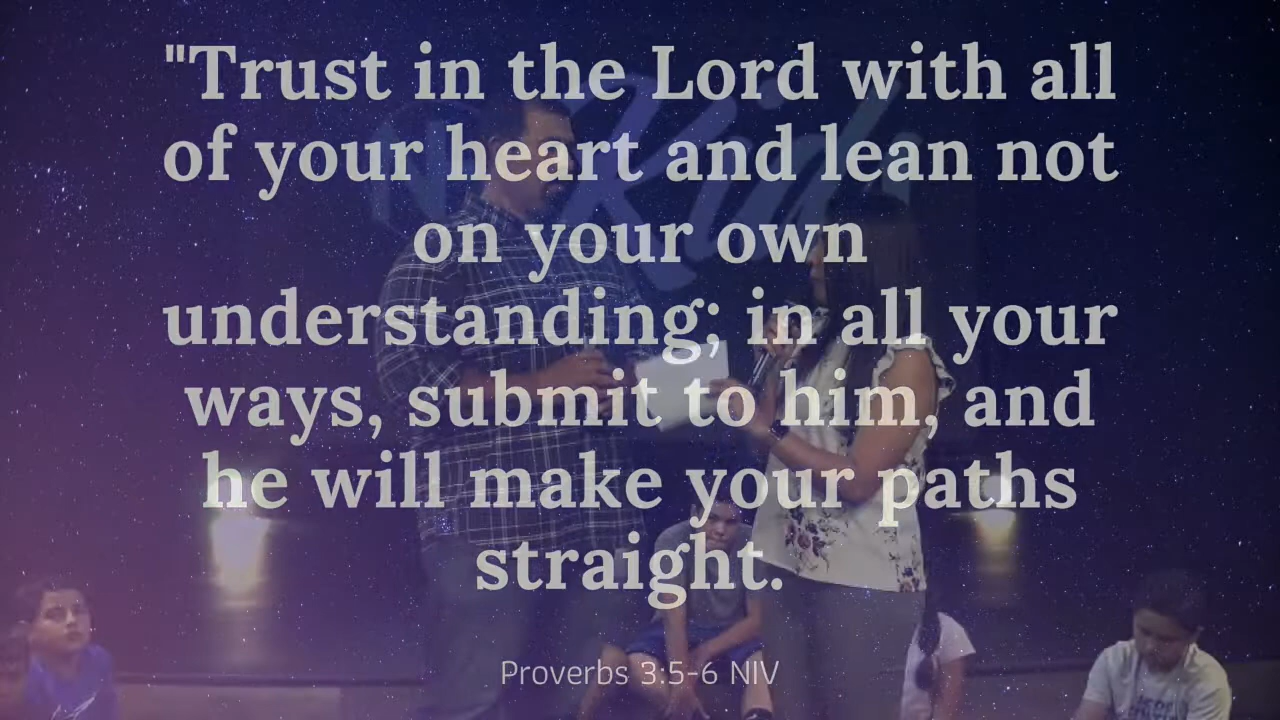 "Trust in the Lord with all
of your heart and lean not
on your own
understanding; in all your
ways, submit to him, and
he will make your paths
straight.
Proverbs 3:5-6 NIV
Kids